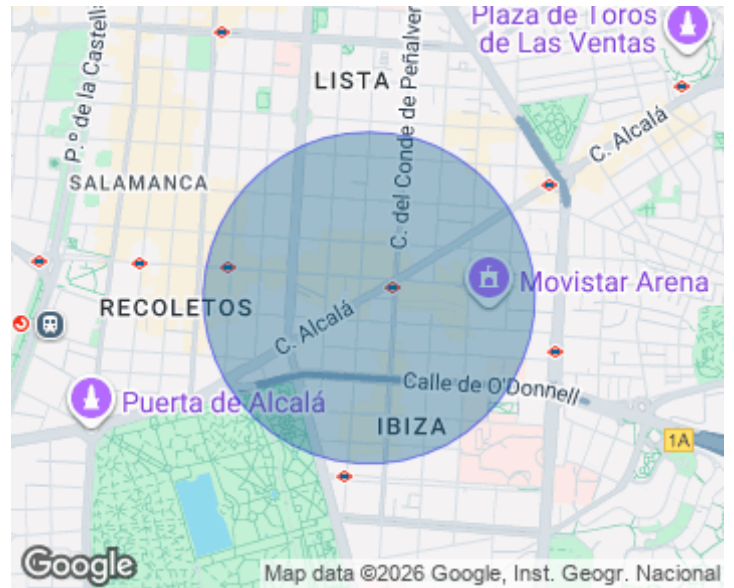 Plaza de Toros
de Las Ventas
LISTA
P.º de la Castella
C. del Conde de Peñalver
C. Alcalá
SALAMANCA
Movistar Arena
RECOLETOS
C. Alcalá
Calle de O'Donnell
Puerta de Alcalá
IBIZA
1A
Google
Map data ©2026 Google, Inst. Geogr. Nacional